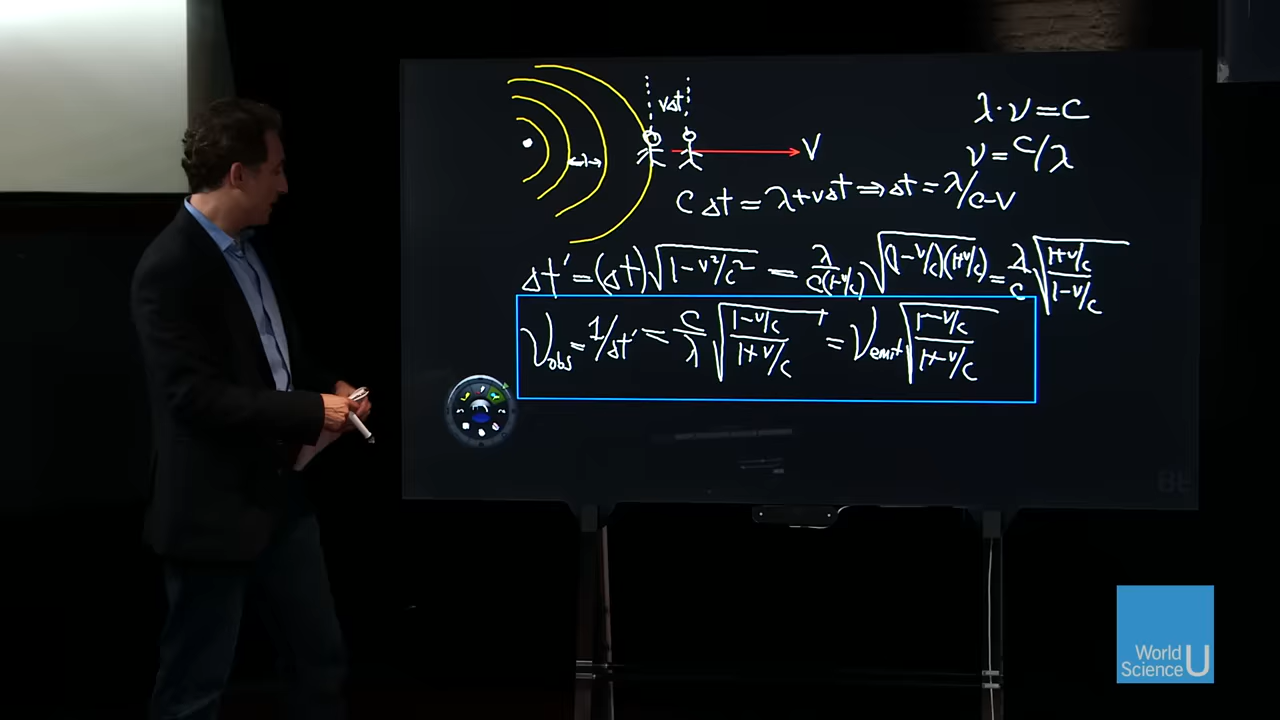 vΔt
λ·ν=C
λ
V
ν=C/λ
CΔt=λ+vΔt⇒Δt=λ/C-V
Δt'=(Δt)√(1-v²/c²) = λ/C(1-v/c) √((1-v/c)(1+v/c)) = λ/C √((1+v/c)/(1-v/c))
ν_obs=1/Δt'=C/λ √((1-v/c)/(1+v/c)) = ν_emit √((1-v/c)/(1+v/c))
World
Science U